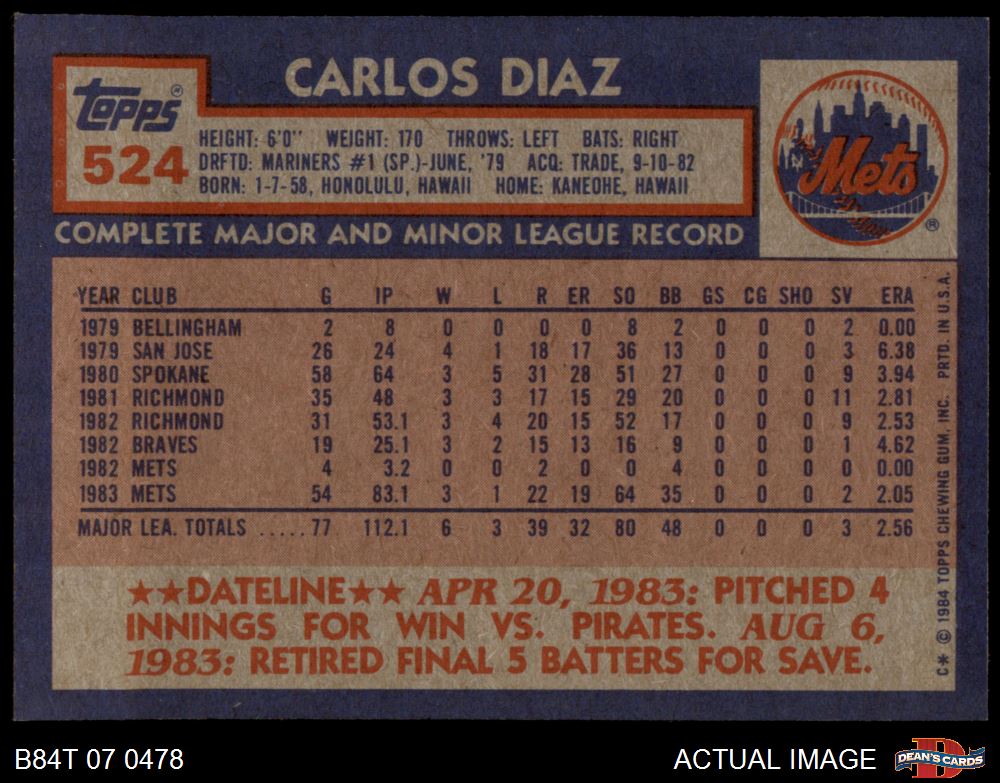 CARLOS DIAZ
Topps®
524
HEIGHT: 6'0" WEIGHT: 170 THROWS: LEFT BATS: RIGHT
DRFTD: MARINERS #1 (SP.)-JUNE, '79 ACQ: TRADE, 9-10-82
BORN: 1-7-58, HONOLULU, HAWAII HOME: KANEOHE, HAWAII
Mets
®
COMPLETE MAJOR AND MINOR LEAGUE RECORD
YEAR CLUB G IP W L R ER SO BB GS CG SHO SV ERA
1979 BELLINGHAM 2 8 0 0 0 0 8 2 0 0 0 2 0.00
1979 SAN JOSE 26 24 4 1 18 17 36 13 0 0 0 3 6.38
1980 SPOKANE 58 64 3 5 31 28 51 27 0 0 0 9 3.94
1981 RICHMOND 35 48 3 3 17 15 29 20 0 0 0 11 2.81
1982 RICHMOND 31 53.1 3 4 20 15 52 17 0 0 0 9 2.53
1982 BRAVES 19 25.1 3 2 15 13 16 9 0 0 0 1 4.62
1982 METS 4 3.2 0 0 2 0 0 4 0 0 0 0 0.00
1983 METS 54 83.1 3 1 22 19 64 35 0 0 0 2 2.05
MAJOR LEA. TOTALS .....77 112.1 6 3 39 32 80 48 0 0 0 3 2.56
★★DATELINE★★ APR 20, 1983: PITCHED 4
INNINGS FOR WIN VS. PIRATES. AUG 6,
1983: RETIRED FINAL 5 BATTERS FOR SAVE.
C* © 1984 TOPPS CHEWING GUM, INC. PRTD. IN U.S.A.
B84T 07 0478
ACTUAL IMAGE
DEAN'S CARDS